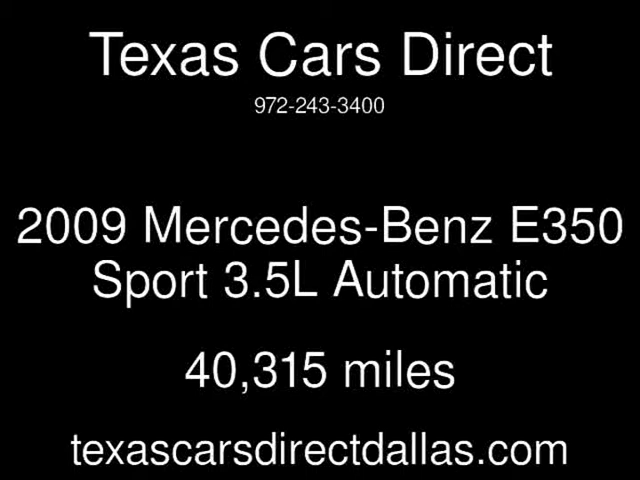 Texas Cars Direct
972-243-3400
2009 Mercedes-Benz E350
Sport 3.5L Automatic
40,315 miles
texascarsdirectdallas.com